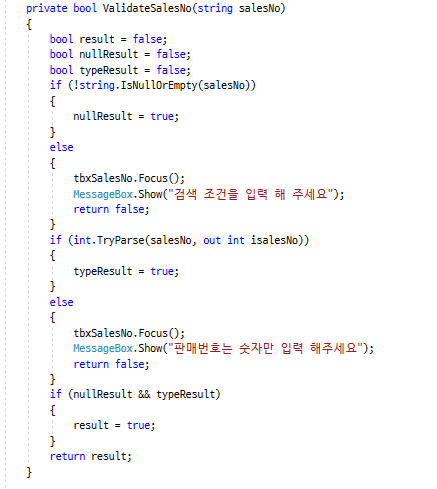 private bool ValidateSalesNo(string salesNo)
{
bool result = false;
bool nullResult = false;
bool typeResult = false;
if (!string.IsNullOrEmpty(salesNo))
{
nullResult = true;
}
else
{
tbxSalesNo.Focus();
MessageBox.Show("검색 조건을 입력 해 주세요");
return false;
}
if (int.TryParse(salesNo, out int isalesNo))
{
typeResult = true;
}
else
{
tbxSalesNo.Focus();
MessageBox.Show("판매번호는 숫자만 입력 해주세요");
return false;
}
if (nullResult && typeResult)
{
result = true;
}
return result;
}